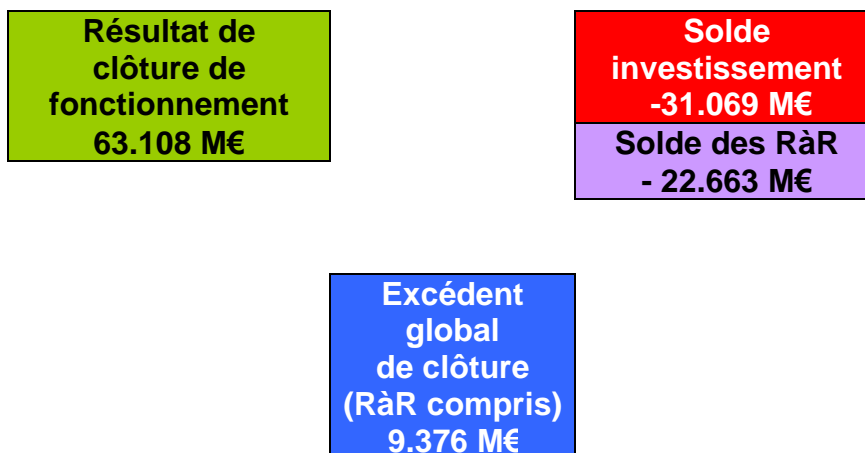 Résultat de
clôture de
fonctionnement
63.108 M€
Solde
investissement
-31.069 M€
Solde des RàR
- 22.663 M€
Excédent
global
de clôture
(RàR compris)
9.376 M€